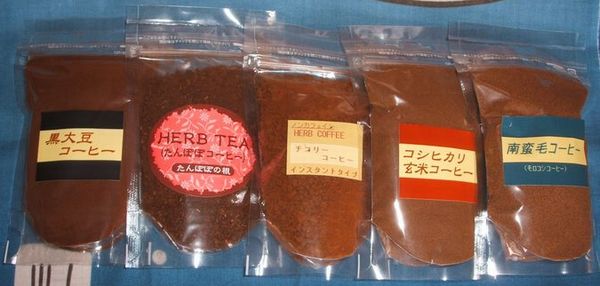 黒大豆
コーヒー
HERB TEA
(たんぽぽコーヒー)
たんぽぽの根
ノンカフェイン
HERB COFFEE
チコリー
コーヒー
インスタントタイプ
コシヒカリ
玄米コーヒー
南蛮毛コーヒー
(モロコシコーヒー)